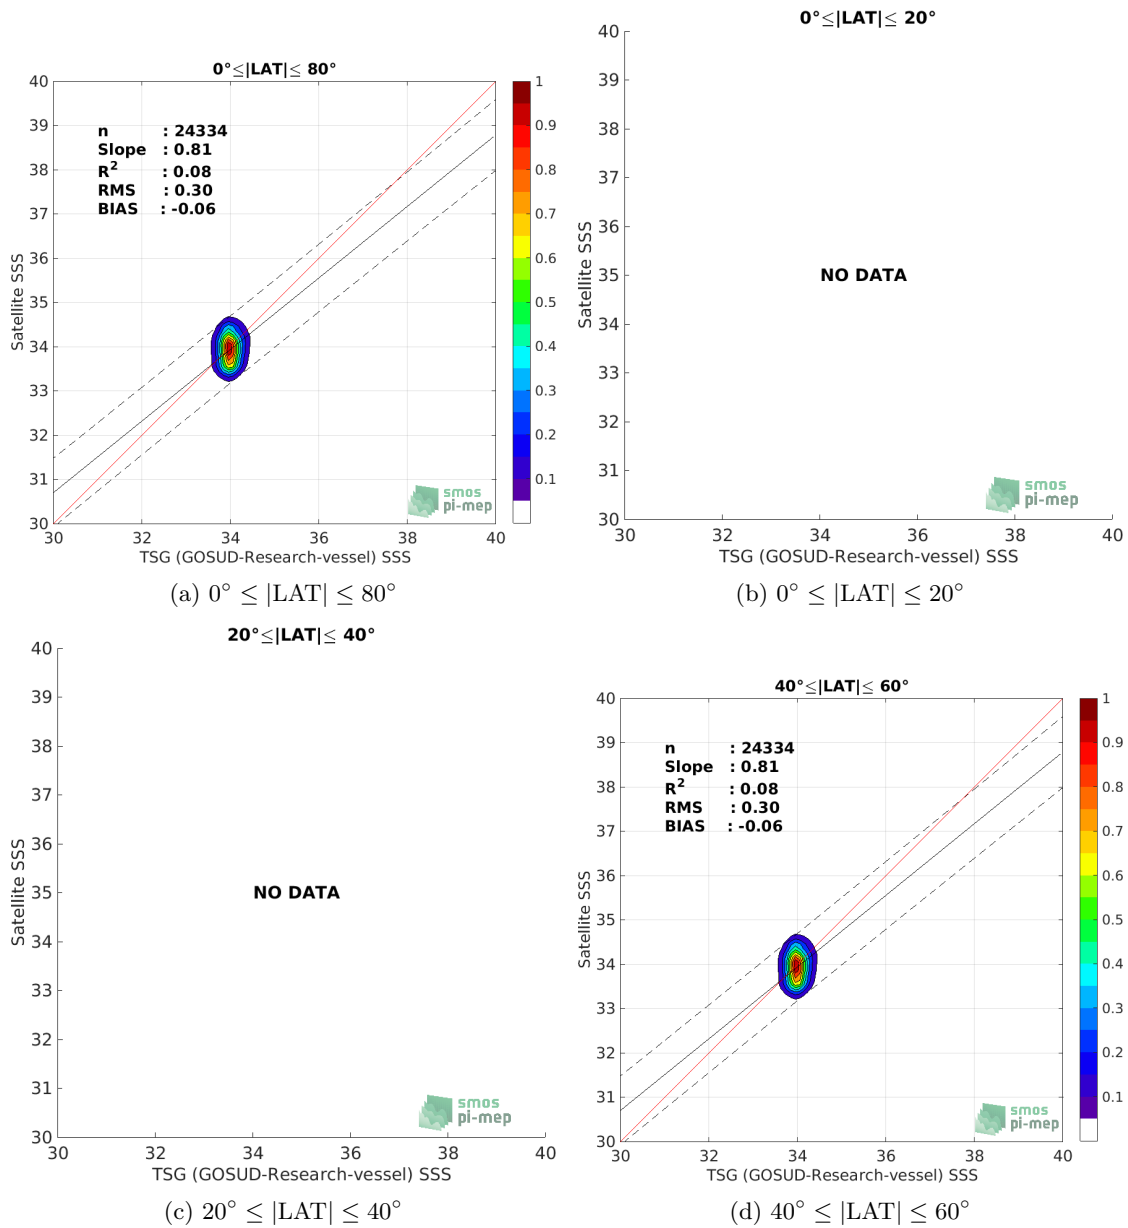 0°≤|LAT|≤ 80°
n : 24334
Slope : 0.81
R² : 0.08
RMS : 0.30
BIAS : -0.06
40
39
38
37
36
35
34
33
32
31
30
30 32 34 36 38 40
1
0.9
0.8
0.7
0.6
0.5
0.4
0.3
0.2
0.1
Satellite SSS
TSG (GOSUD-Research-vessel) SSS
smos
pi-mep
(a) 0° ≤ |LAT| ≤ 80°
0°≤|LAT|≤ 20°
40
39
38
37
36
35
34
33
32
31
30
30 32 34 36 38 40
Satellite SSS
NO DATA
TSG (GOSUD-Research-vessel) SSS
smos
pi-mep
(b) 0° ≤ |LAT| ≤ 20°
20°≤|LAT|≤ 40°
40
39
38
37
36
35
34
33
32
31
30
30 32 34 36 38 40
Satellite SSS
NO DATA
TSG (GOSUD-Research-vessel) SSS
smos
pi-mep
(c) 20° ≤ |LAT| ≤ 40°
40°≤|LAT|≤ 60°
n : 24334
Slope : 0.81
R² : 0.08
RMS : 0.30
BIAS : -0.06
40
39
38
37
36
35
34
33
32
31
30
30 32 34 36 38 40
1
0.9
0.8
0.7
0.6
0.5
0.4
0.3
0.2
0.1
Satellite SSS
TSG (GOSUD-Research-vessel) SSS
smos
pi-mep
(d) 40° ≤ |LAT| ≤ 60°